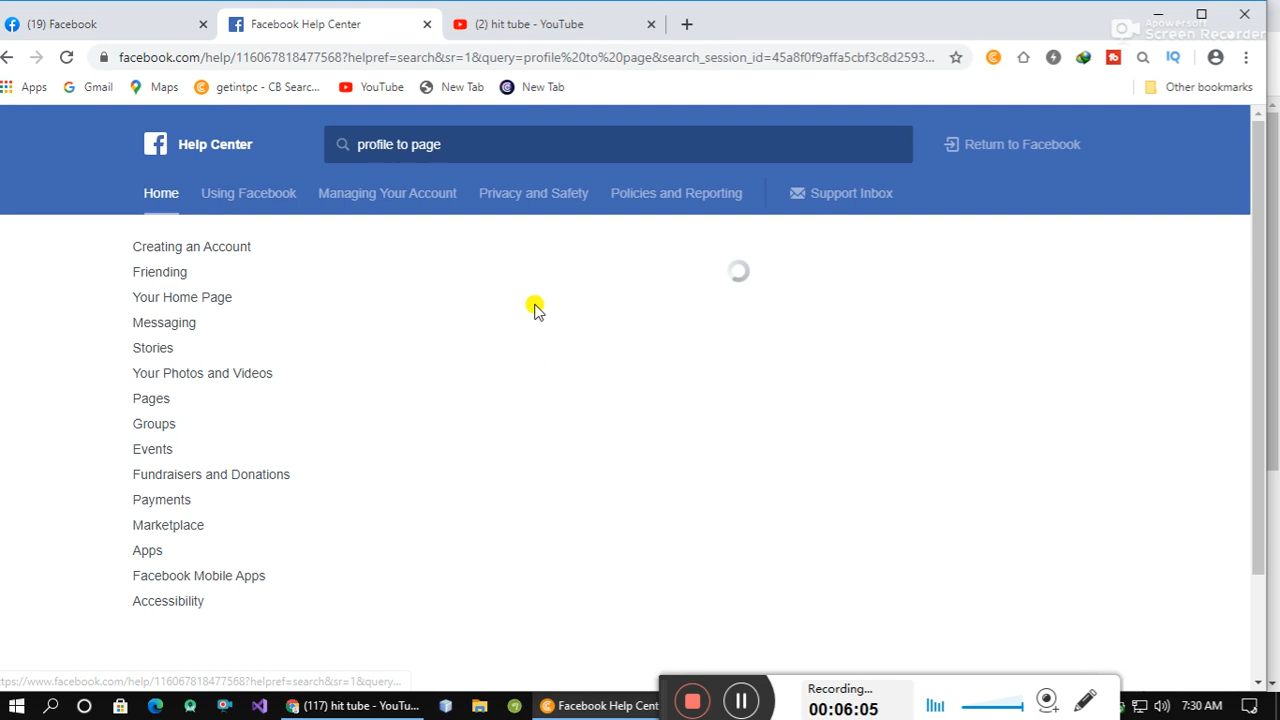 (19) Facebook
Facebook Help Center
(2) hit tube - YouTube
Apowersoft
Screen Recorder
facebook.com/help/116067818477568?helpref=search&sr=1&query=profile%20to%20page&search_session_id=45a8f0f9affa5cbf3c8d2593...
Apps
Gmail
Maps
getintpc - CB Searc...
YouTube
New Tab
New Tab
Other bookmarks
Help Center
profile to page
Return to Facebook
Home
Using Facebook
Managing Your Account
Privacy and Safety
Policies and Reporting
Support Inbox
Creating an Account
Friending
Your Home Page
Messaging
Stories
Your Photos and Videos
Pages
Groups
Events
Fundraisers and Donations
Payments
Marketplace
Apps
Facebook Mobile Apps
Accessibility
ttps://www.facebook.com/help/116067818477568?helpref=search&sr=1&query...
Recording...
00:06:05
(117) hit tube - YouTu...
Facebook Help Cent
7:30 AM